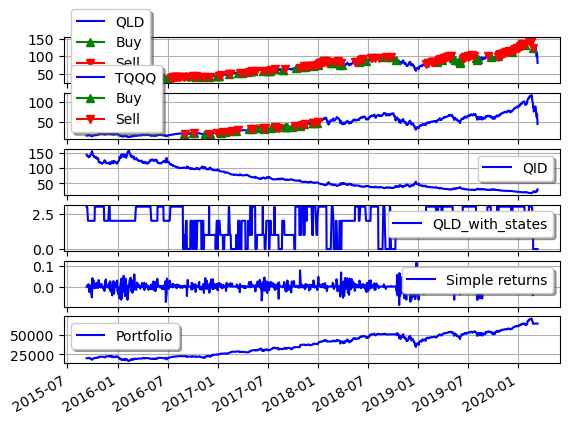 QLD
Buy
Sell
150
100
50
TQQQ
Buy
Sell
100
50
QID
150
100
50
QLD_with_states
2.5
0.0
Simple returns
0.1
0.0
Portfolio
50000
25000
2015-07 2016-01 2016-07 2017-01 2017-07 2018-01 2018-07 2019-01 2019-07 2020-01